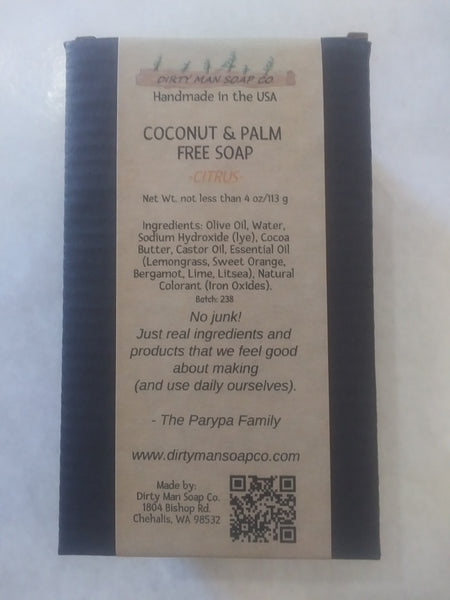 DIRTY MAN SOAP CO
Handmade in the USA
COCONUT & PALM
FREE SOAP
-CITRUS-
Net Wt. not less than 4 oz/113 g
Ingredients: Olive Oil, Water,
Sodium Hydroxide (lye), Cocoa
Butter, Castor Oil, Essential Oil
(Lemongrass, Sweet Orange,
Bergamot, Lime, Litsea), Natural
Colorant (Iron Oxides).
Batch: 238
No junk!
Just real ingredients and
products that we feel good
about making
(and use daily ourselves).
- The Parypa Family
www.dirtymansoapco.com
Made by:
Dirty Man Soap Co.
1804 Bishop Rd.
Chehalis, WA 98532